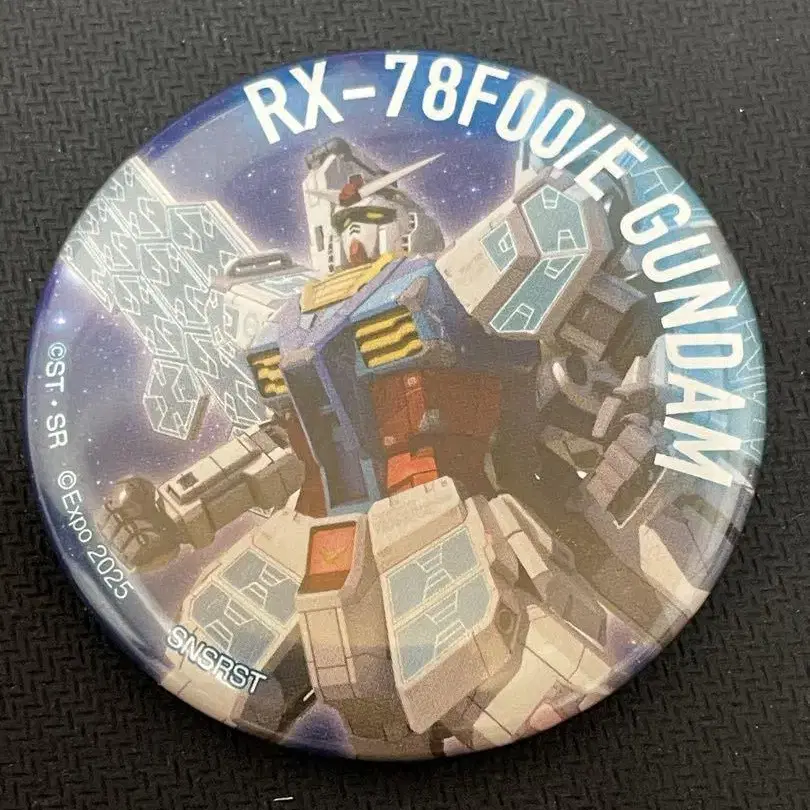 RX-78F00/E GUNDAM
©ST・SR ©Expo 2025
SNSRST